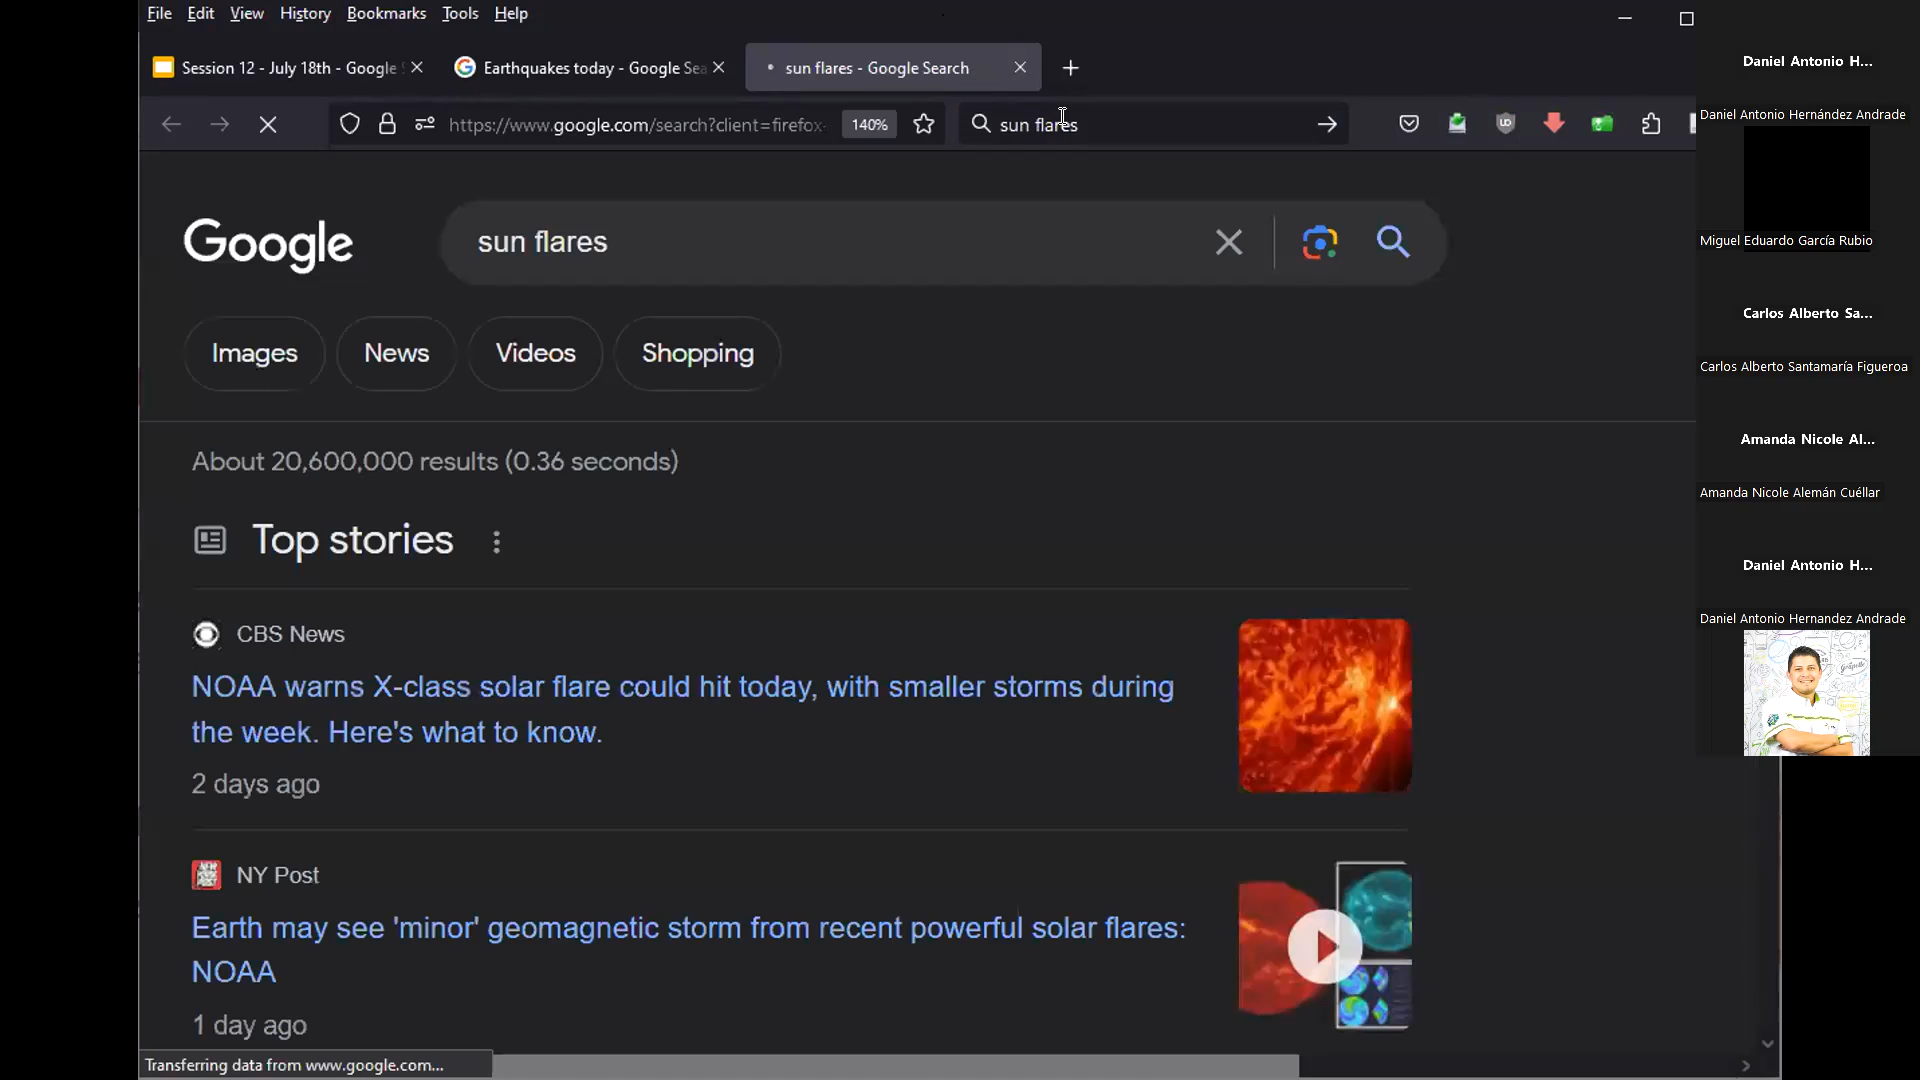 File Edit View History Bookmarks Tools Help
Session 12 - July 18th - Google S
Earthquakes today - Google Sea
sun flares - Google Search
https://www.google.com/search?client=firefox-
140%
sun flares
Google
sun flares
Images
News
Videos
Shopping
About 20,600,000 results (0.36 seconds)
Top stories
CBS News
NOAA warns X-class solar flare could hit today, with smaller storms during
the week. Here's what to know.
2 days ago
NY Post
Earth may see 'minor' geomagnetic storm from recent powerful solar flares:
NOAA
1 day ago
Transferring data from www.google.com...
Daniel Antonio H...
Daniel Antonio Hernández Andrade
Miguel Eduardo García Rubio
Carlos Alberto Sa...
Carlos Alberto Santamaría Figueroa
Amanda Nicole Al...
Amanda Nicole Alemán Cuéllar
Daniel Antonio H...
Daniel Antonio Hernandez Andrade